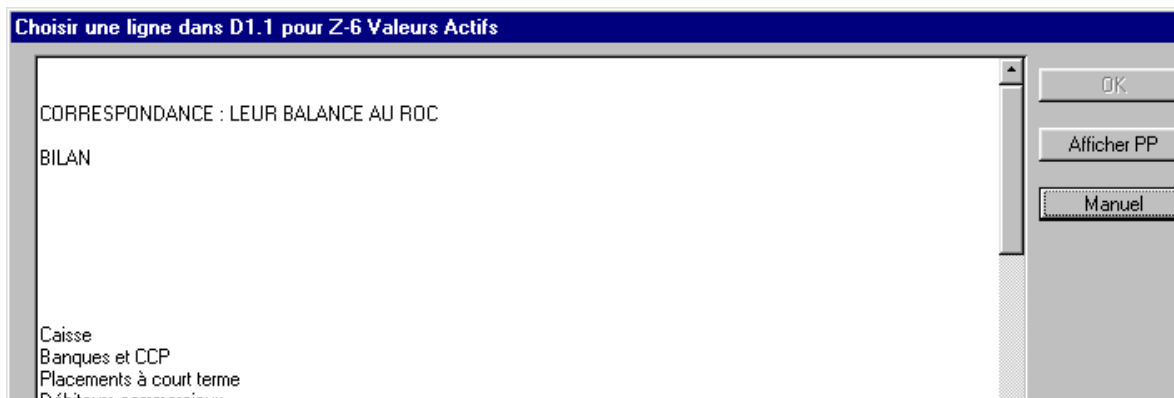 Choisir une ligne dans D1.1 pour Z-6 Valeurs Actifs
OK
CORRESPONDANCE : LEUR BALANCE AU ROC
Afficher PP
BILAN
Manuel
Caisse
Banques et CCP
Placements à court terme